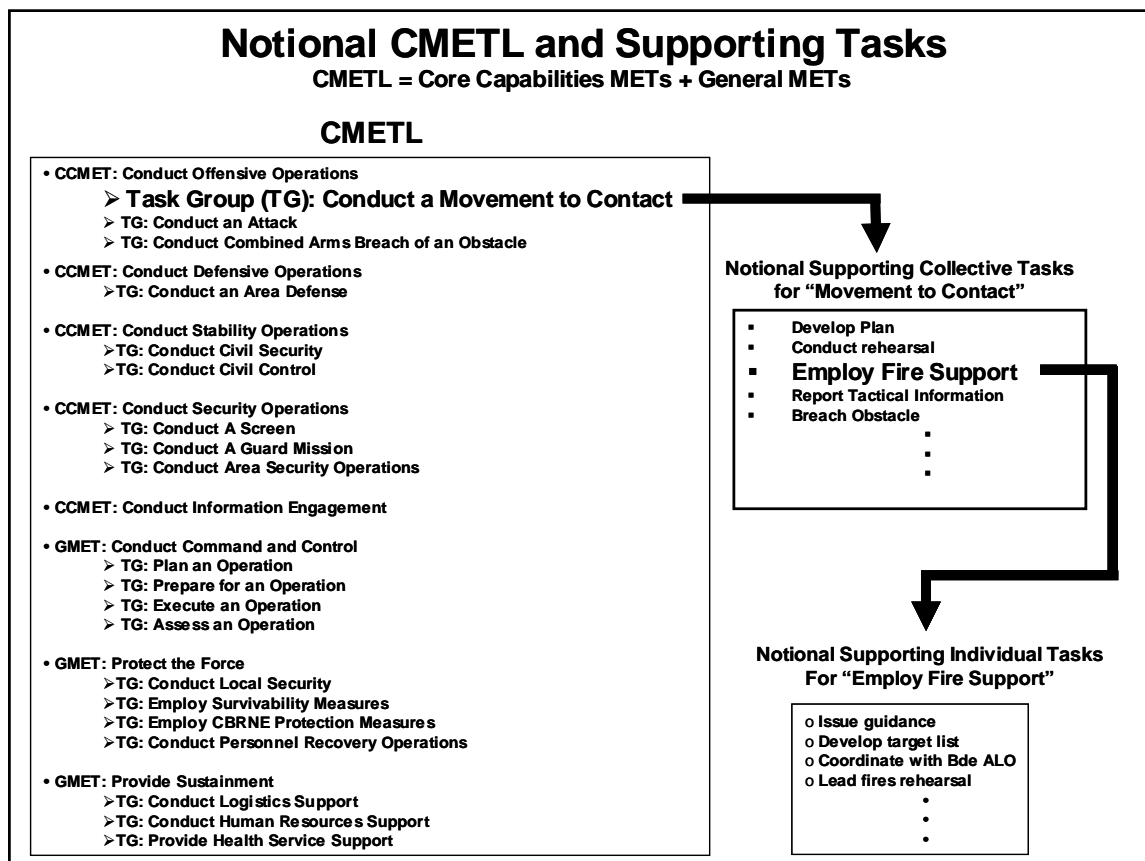 Notional CMETL and Supporting Tasks
CMETL = Core Capabilities METs + General METs
CMETL
• CCMET: Conduct Offensive Operations
➢ Task Group (TG): Conduct a Movement to Contact
➢ TG: Conduct an Attack
➢ TG: Conduct Combined Arms Breach of an Obstacle
• CCMET: Conduct Defensive Operations
➢TG: Conduct an Area Defense
• CCMET: Conduct Stability Operations
➢TG: Conduct Civil Security
➢TG: Conduct Civil Control
• CCMET: Conduct Security Operations
➢ TG: Conduct A Screen
➢ TG: Conduct A Guard Mission
➢ TG: Conduct Area Security Operations
• CCMET: Conduct Information Engagement
• GMET: Conduct Command and Control
➢ TG: Plan an Operation
➢ TG: Prepare for an Operation
➢ TG: Execute an Operation
➢ TG: Assess an Operation
• GMET: Protect the Force
➢TG: Conduct Local Security
➢TG: Employ Survivability Measures
➢TG: Employ CBRNE Protection Measures
➢TG: Conduct Personnel Recovery Operations
• GMET: Provide Sustainment
➢TG: Conduct Logistics Support
➢TG: Conduct Human Resources Support
➢TG: Provide Health Service Support
Notional Supporting Collective Tasks
for “Movement to Contact”
▪ Develop Plan
▪ Conduct rehearsal
▪ Employ Fire Support
▪ Report Tactical Information
▪ Breach Obstacle
▪
▪
▪
Notional Supporting Individual Tasks
For “Employ Fire Support”
o Issue guidance
o Develop target list
o Coordinate with Bde ALO
o Lead fires rehearsal
•
•
•